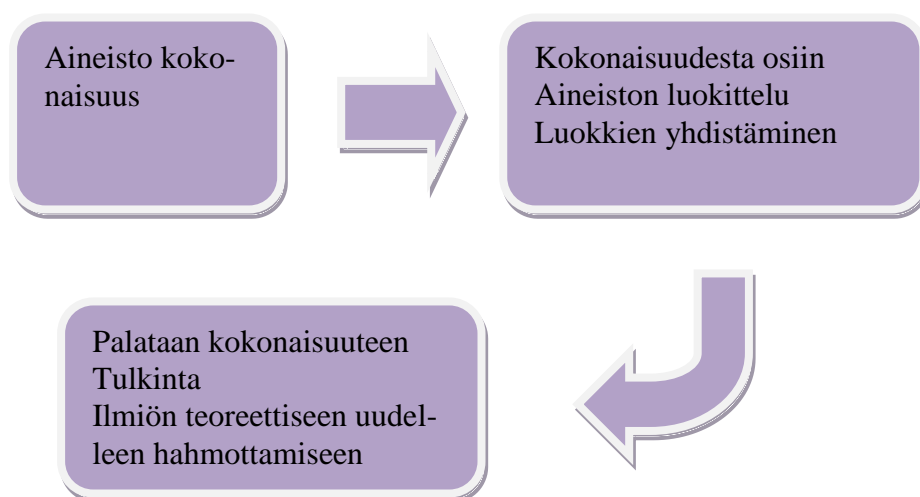 Aineisto koko-
naisuus
Kokonaisuudesta osiin
Aineiston luokittelu
Luokkien yhdistäminen
Palataan kokonaisuuteen
Tulkinta
Ilmiön teoreettiseen uudel-
leen hahmottamiseen